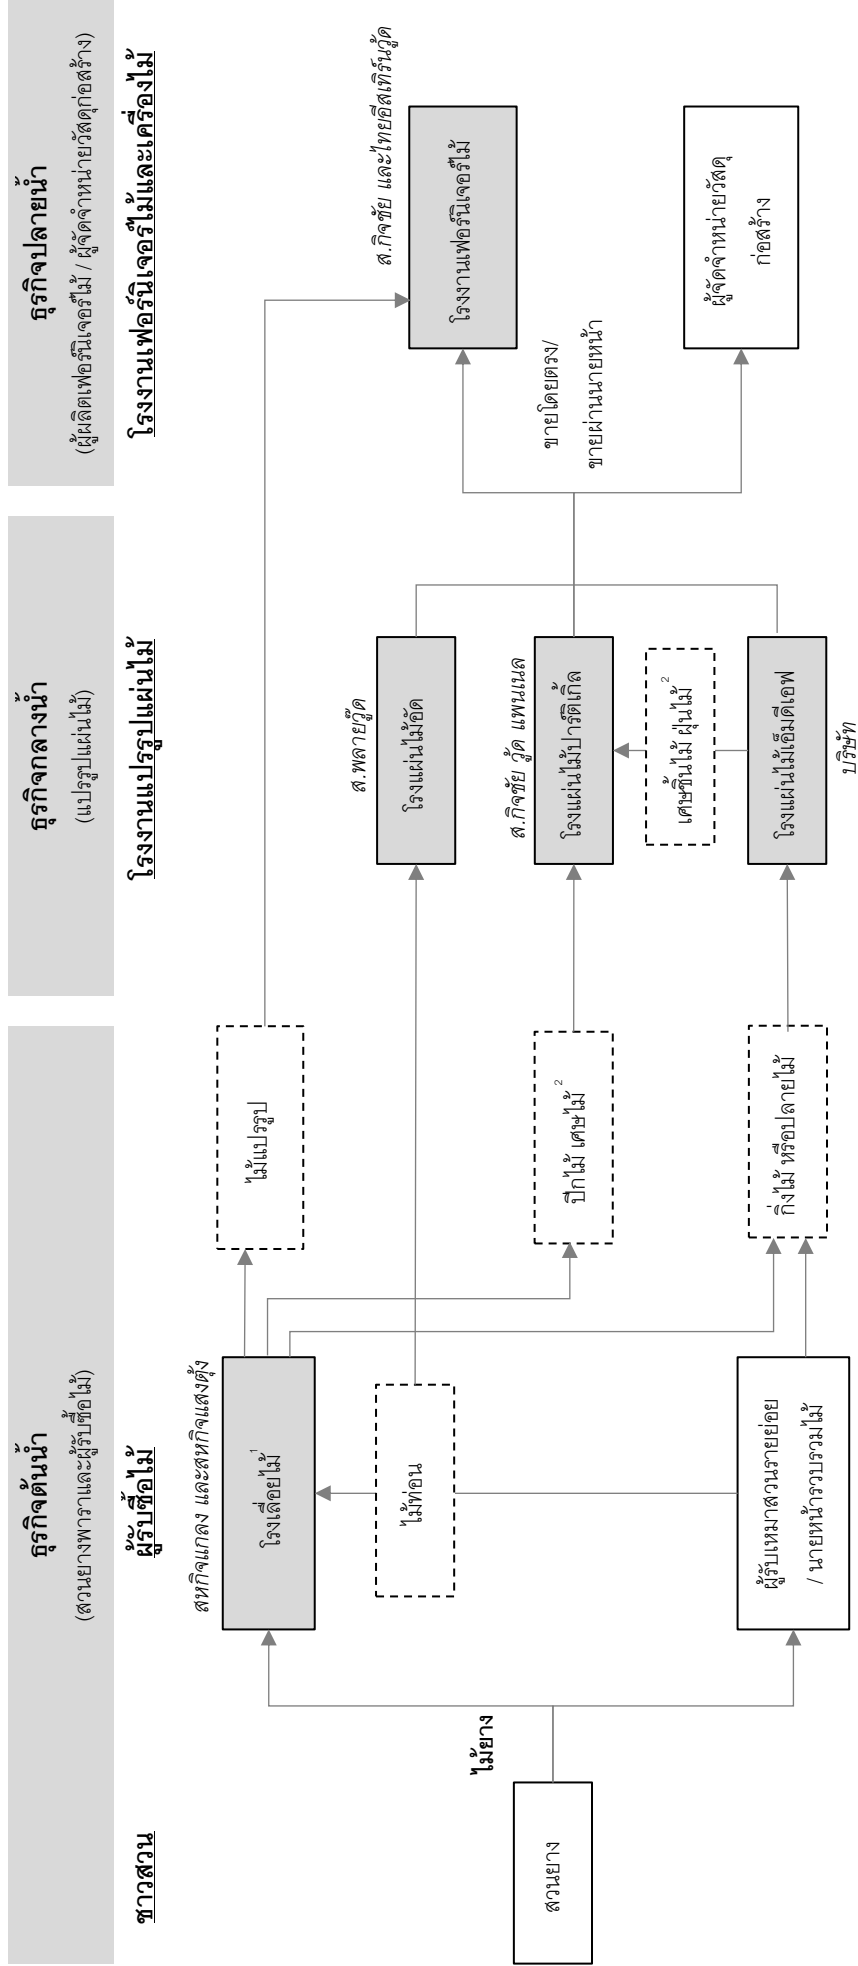 ธุรกิจต้นน้ำ
(สวนยางพาราและผู้รับซื้อไม้)
ธุรกิจกลางน้ำ
(แปรรูปแผ่นไม้)
ธุรกิจปลายน้ำ
(ผู้ผลิตเฟอร์นิเจอร์ไม้ / ผู้จัดจำหน่ายวัสดุก่อสร้าง)
ชาวสวน
ผู้รับซื้อไม้
โรงงานแปรรูปแผ่นไม้
โรงงานเฟอร์นิเจอร์ไม้และเครื่องไม้
สหกิจแกลง และสหกิจแสงตุ้ง
โรงเลื่อยไม้1
ไม้แปรรูป
ส.พลายวู๊ด
โรงแผ่นไม้อัด
ส.กิจชัย และไทยอีสเทิร์นวู้ด
โรงงานเฟอร์นิเจอร์ไม้
ไม้ท่อน
ไม้ยาง
สวนยาง
ปีกไม้ เศษไม้2
ส.กิจชัย วู้ด แพนเนล
โรงแผ่นไม้ปาร์ติเกิ้ล
ขายโดยตรง/
ขายผ่านนายหน้า
เศษชิ้นไม้ ฝุ่นไม้2
ผู้รับเหมาสวนรายย่อย
/ นายหน้ารวบรวมไม้
กิ่งไม้ หรือปลายไม้
โรงแผ่นไม้เอ็มดีเอฟ
บริษัท
ผู้จัดจำหน่ายวัสดุ
ก่อสร้าง